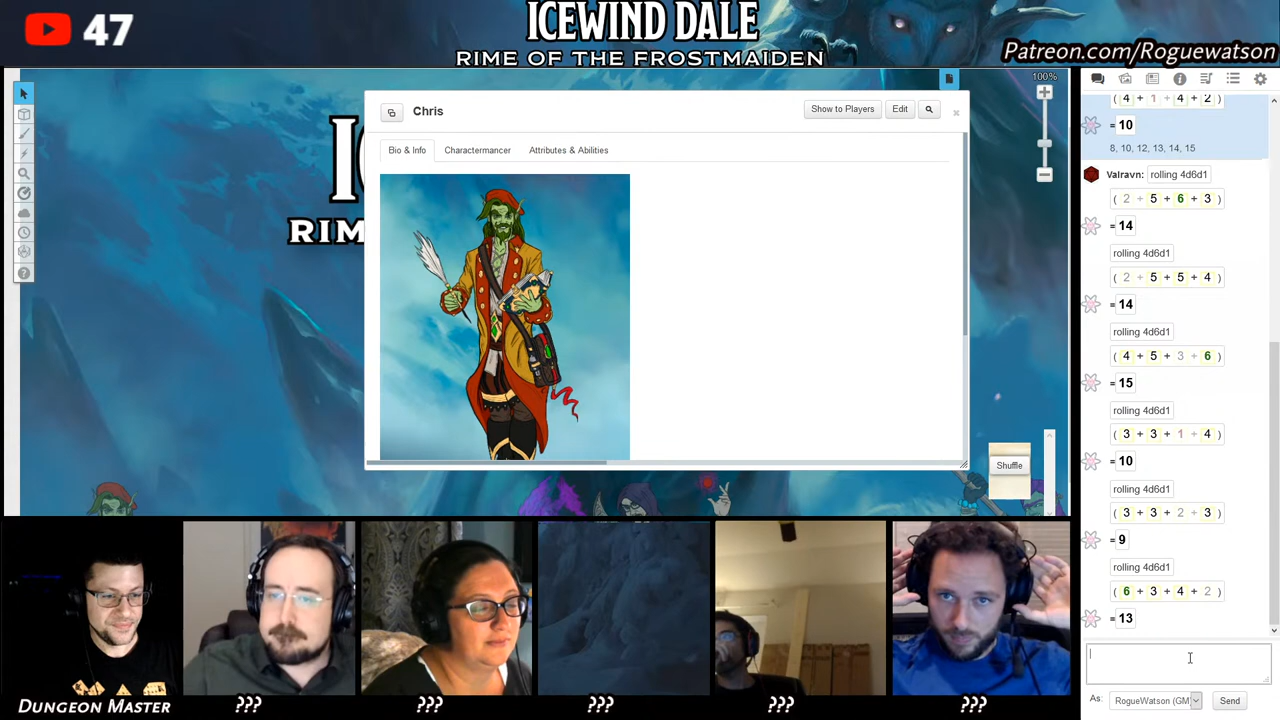 47
ICEWIND DALE
RIME OF THE FROSTMAIDEN
Patreon.com/Roguewatson
100%
Chris
Show to Players
Edit
Bio & Info
Charactermancer
Attributes & Abilities
RIM
Shuffle
( 4 + 1 + 4 + 2 )
= 10
8, 10, 12, 13, 14, 15
Valravn: rolling 4d6d1
( 2 + 5 + 6 + 3 )
= 14
rolling 4d6d1
( 2 + 5 + 5 + 4 )
= 14
rolling 4d6d1
( 4 + 5 + 3 + 6 )
= 15
rolling 4d6d1
( 3 + 3 + 1 + 4 )
= 10
rolling 4d6d1
( 3 + 3 + 2 + 3 )
= 9
rolling 4d6d1
( 6 + 3 + 4 + 2 )
= 13
As:
RogueWatson (GM
Send
DUNGEON MASTER
???
???
???
???
???